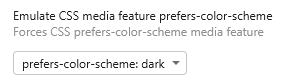 Emulate CSS media feature prefers-color-scheme
Forces CSS prefers-color-scheme media feature
prefers-color-scheme: dark